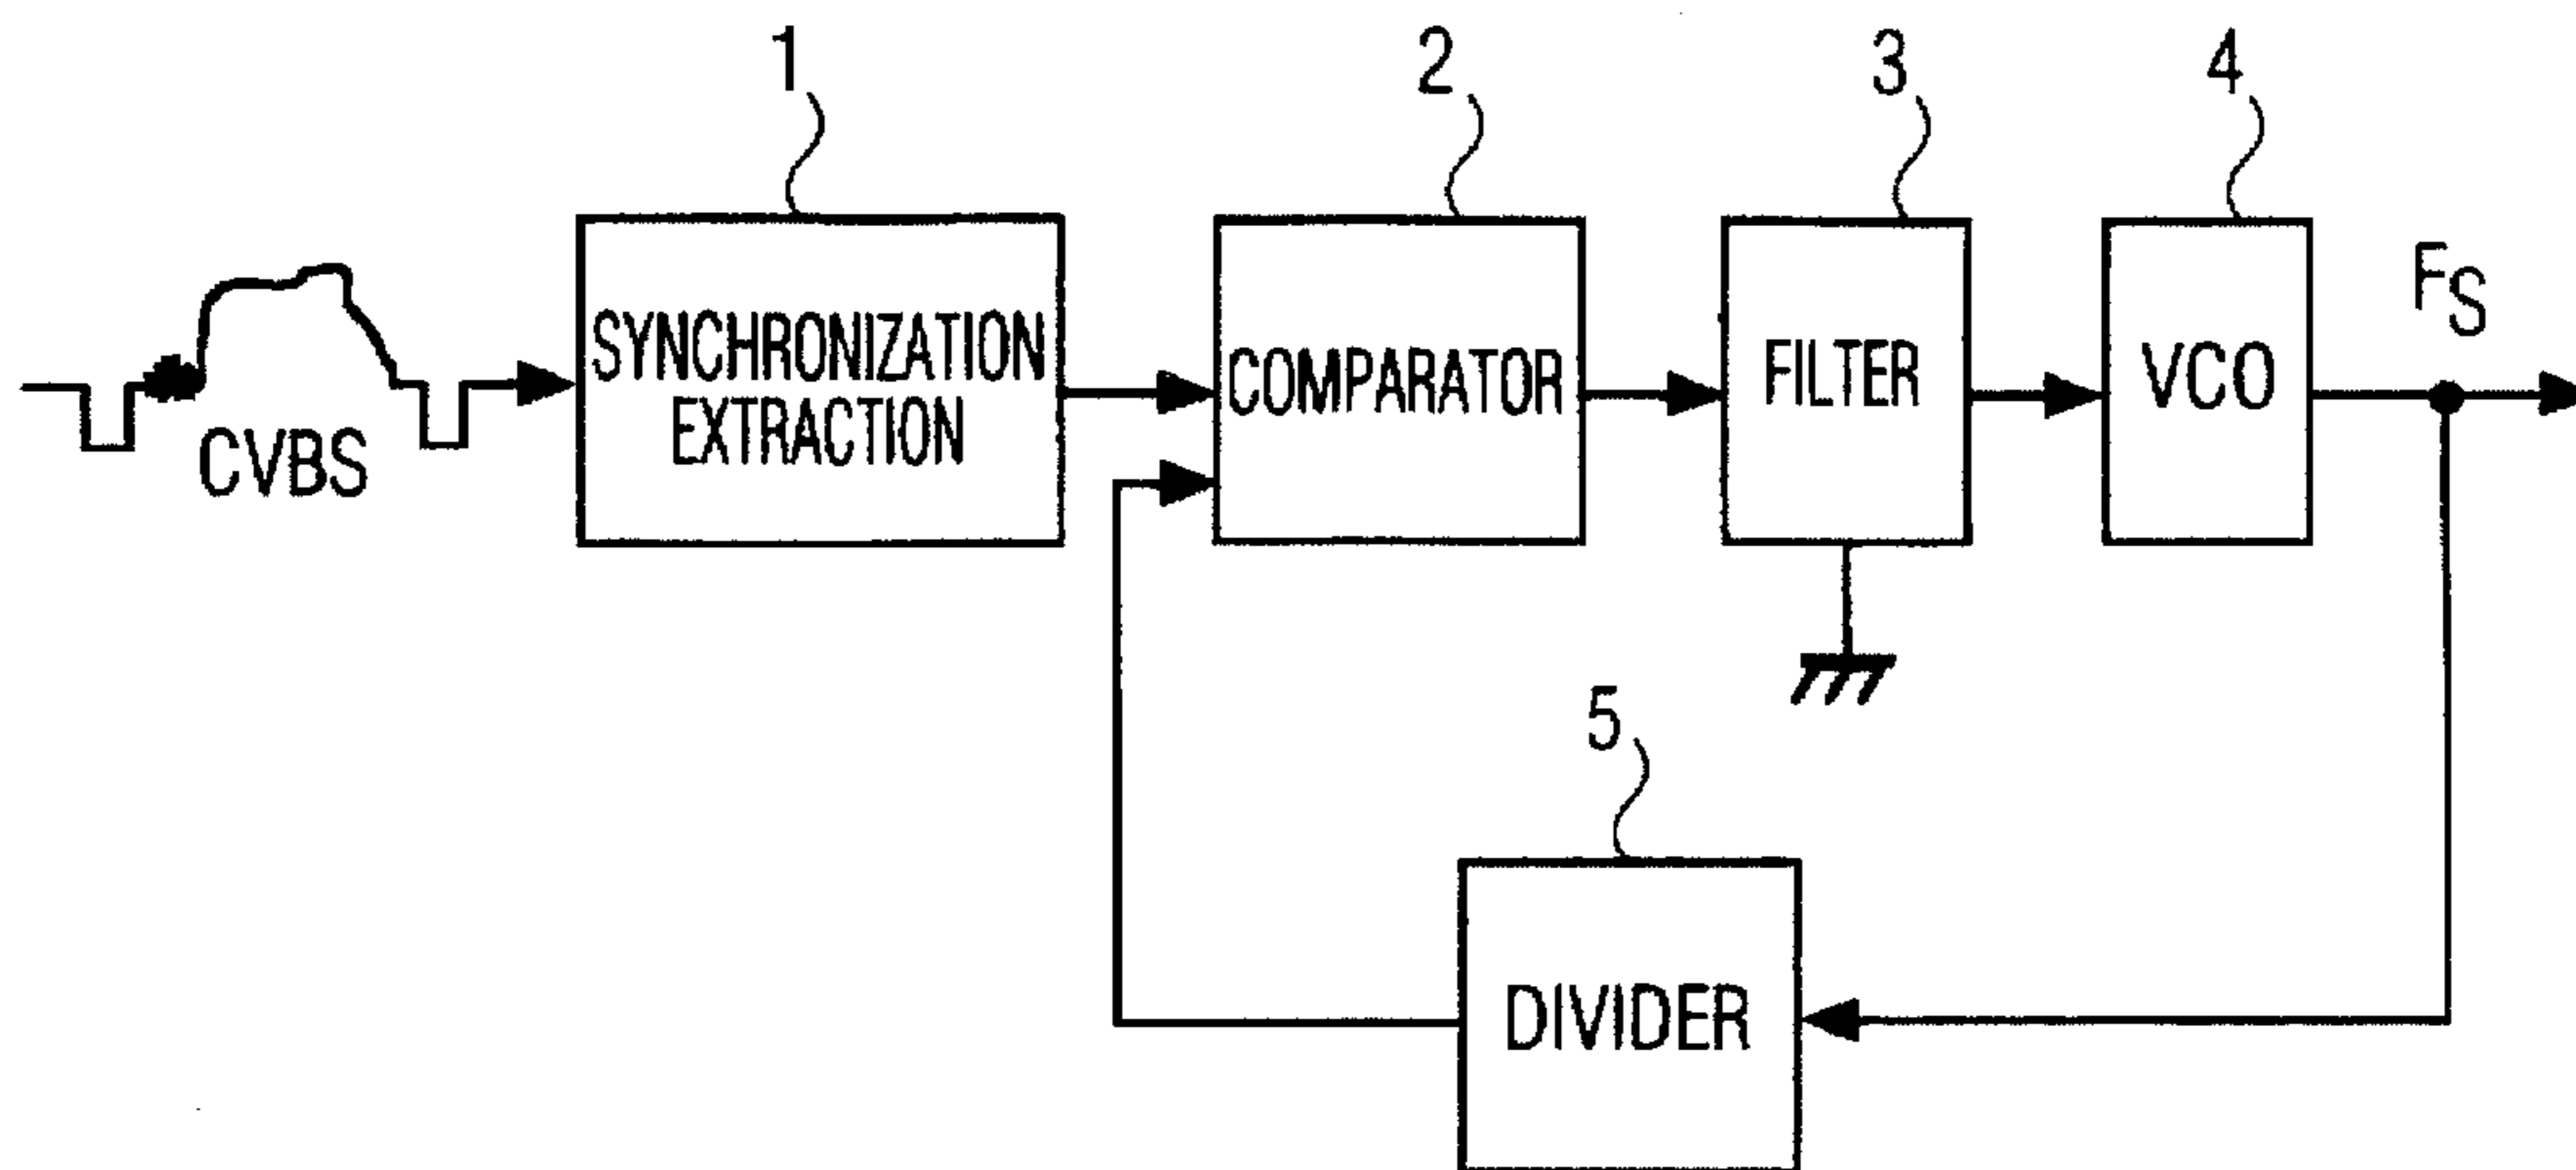 1
2
3
4
SYNCHRONIZATION
EXTRACTION
COMPARATOR
FILTER
VCO
FS
CVBS
5
DIVIDER